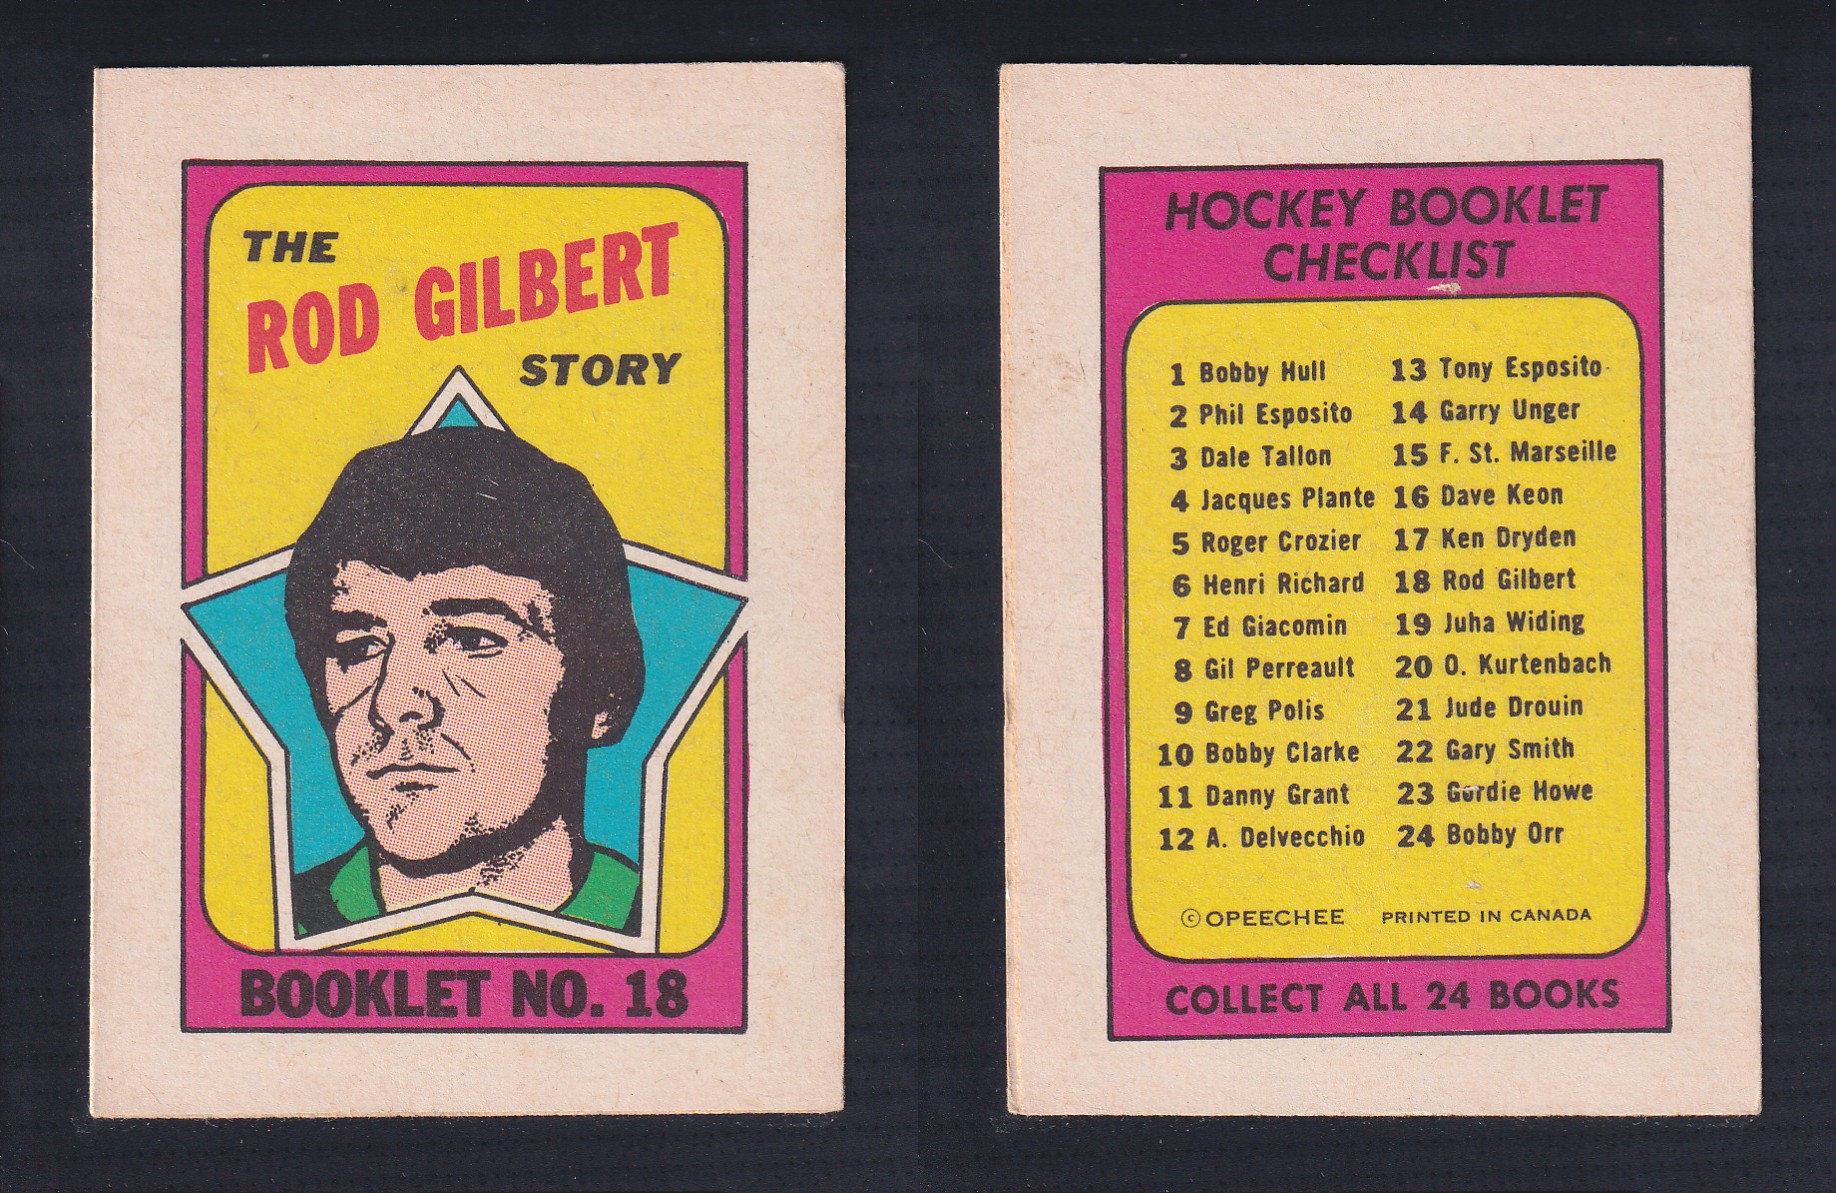 THE
ROD GILBERT
STORY
BOOKLET NO. 18
HOCKEY BOOKLET
CHECKLIST
1 Bobby Hull 13 Tony Esposito
2 Phil Esposito 14 Garry Unger
3 Dale Tallon 15 F. St. Marseille
4 Jacques Plante 16 Dave Keon
5 Roger Crozier 17 Ken Dryden
6 Henri Richard 18 Rod Gilbert
7 Ed Giacomin 19 Juha Widing
8 Gil Perreault 20 O. Kurtenbach
9 Greg Polis 21 Jude Drouin
10 Bobby Clarke 22 Gary Smith
11 Danny Grant 23 Gordie Howe
12 A. Delvecchio 24 Bobby Orr
© OPEECHEE PRINTED IN CANADA
COLLECT ALL 24 BOOKS